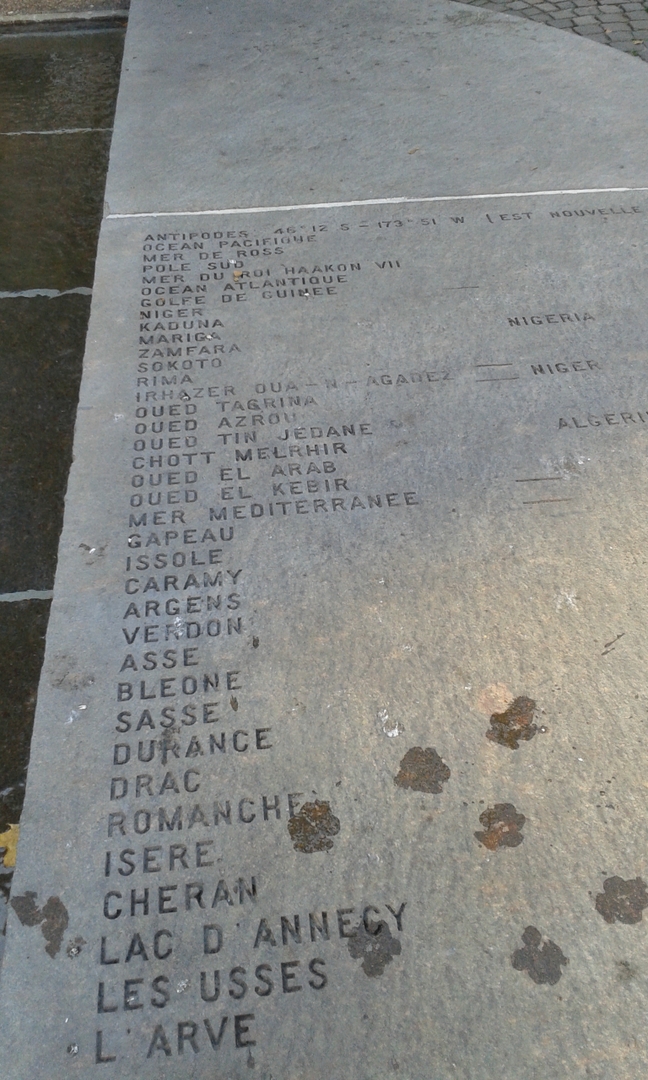 ANTIPODES 46° 12 S - 173° 51 W (EST NOUVELLE
OCEAN PACIFIQUE
MER DE ROSS
POLE SUD
MER DU ROI HAAKON VII
OCEAN ATLANTIQUE
GOLFE DE GUINEE
NIGER
KADUNA NIGERIA
MARIGA
ZAMFARA
SOKOTO
RIMA
IRHAZER OUA-N-AGADEZ NIGER
OUED TAGRINA
OUED AZROU
OUED TIN JEDANE ALGERI
CHOTT MELRHIR
OUED EL ARAB
OUED EL KEBIR
MER MEDITERRANEE
GAPEAU
ISSOLE
CARAMY
ARGENS
VERDON
ASSE
BLEONE
SASSE
DURANCE
DRAC
ROMANCHE
ISERE
CHERAN
LAC D'ANNECY
LES USSES
L'ARVE